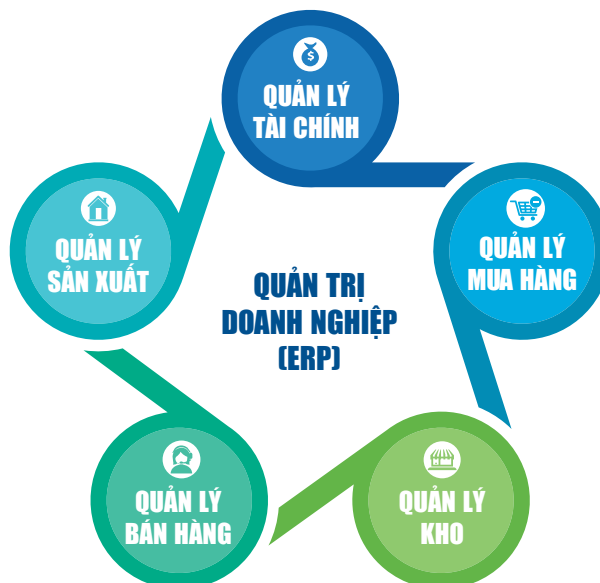 QUẢN LÝ
TÀI CHÍNH
QUẢN LÝ
MUA HÀNG
QUẢN LÝ
SẢN XUẤT
QUẢN TRỊ
DOANH NGHIỆP
(ERP)
QUẢN LÝ
BÁN HÀNG
QUẢN LÝ
KHO